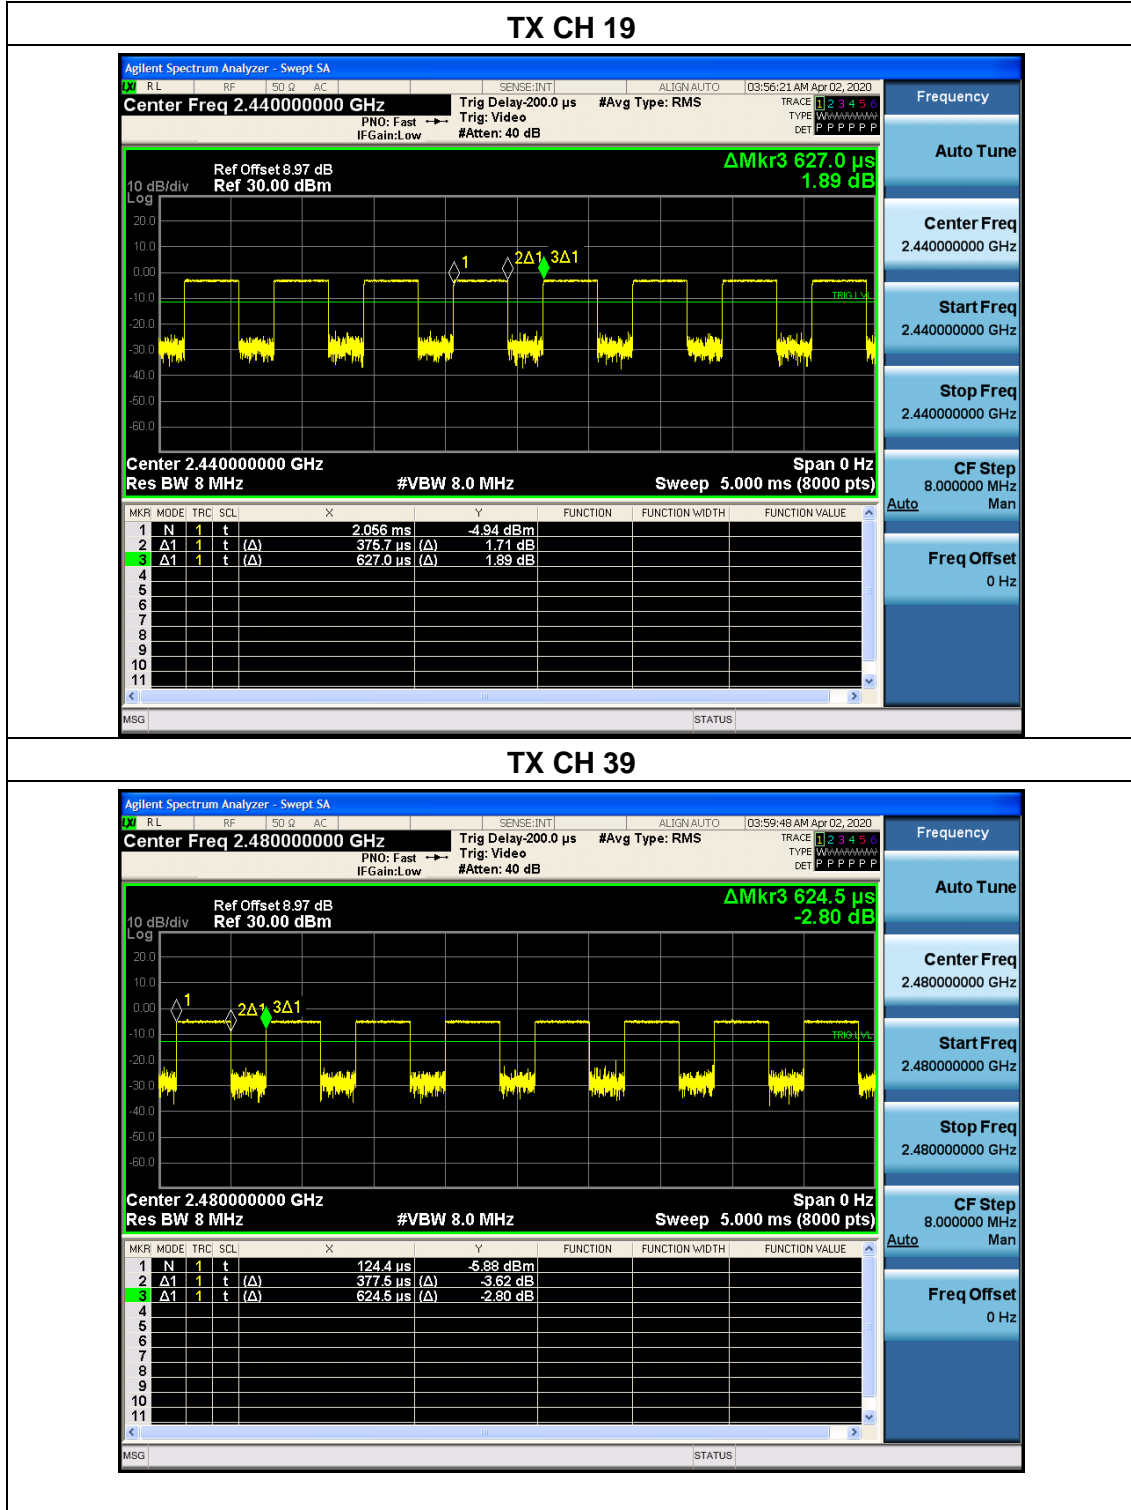 TX CH 19
Agilent Spectrum Analyzer - Swept SA
LXI RL RF 50 Ω AC SENSE:INT ALIGN AUTO 03:56:21 AM Apr 02, 2020
Center Freq 2.440000000 GHz Trig Delay-200.0 µs #Avg Type: RMS TRACE 1 2 3 4 5 6
PNO: Fast Trig: Video TYPE W
IFGain:Low #Atten: 40 dB DET P P P P P P
Frequency
Auto Tune
Center Freq
2.440000000 GHz
Start Freq
2.440000000 GHz
Stop Freq
2.440000000 GHz
CF Step
8.000000 MHz
Auto Man
Freq Offset
0 Hz
ΔMkr3 627.0 µs
1.89 dB
Ref Offset 8.97 dB
10 dB/div Ref 30.00 dBm
Log
20.0
10.0
0.00
-10.0
-20.0
-30.0
-40.0
-50.0
-60.0
1 2Δ1 3Δ1
TRIG LVL
Center 2.440000000 GHz Span 0 Hz
Res BW 8 MHz #VBW 8.0 MHz Sweep 5.000 ms (8000 pts)
MKR MODE TRC SCL X Y FUNCTION FUNCTION WIDTH FUNCTION VALUE
1 N 1 t 2.056 ms -4.94 dBm
2 Δ1 1 t (Δ) 375.7 µs (Δ) 1.71 dB
3 Δ1 1 t (Δ) 627.0 µs (Δ) 1.89 dB
4
5
6
7
8
9
10
11
MSG STATUS
TX CH 39
Agilent Spectrum Analyzer - Swept SA
LXI RL RF 50 Ω AC SENSE:INT ALIGN AUTO 03:59:48 AM Apr 02, 2020
Center Freq 2.480000000 GHz Trig Delay-200.0 µs #Avg Type: RMS TRACE 1 2 3 4 5 6
PNO: Fast Trig: Video TYPE W
IFGain:Low #Atten: 40 dB DET P P P P P P
Frequency
Auto Tune
Center Freq
2.480000000 GHz
Start Freq
2.480000000 GHz
Stop Freq
2.480000000 GHz
CF Step
8.000000 MHz
Auto Man
Freq Offset
0 Hz
ΔMkr3 624.5 µs
-2.80 dB
Ref Offset 8.97 dB
10 dB/div Ref 30.00 dBm
Log
20.0
10.0
0.00
-10.0
-20.0
-30.0
-40.0
-50.0
-60.0
1 2Δ1 3Δ1
TRIG LVL
Center 2.480000000 GHz Span 0 Hz
Res BW 8 MHz #VBW 8.0 MHz Sweep 5.000 ms (8000 pts)
MKR MODE TRC SCL X Y FUNCTION FUNCTION WIDTH FUNCTION VALUE
1 N 1 t 124.4 µs -5.88 dBm
2 Δ1 1 t (Δ) 377.5 µs (Δ) -3.62 dB
3 Δ1 1 t (Δ) 624.5 µs (Δ) -2.80 dB
4
5
6
7
8
9
10
11
MSG STATUS